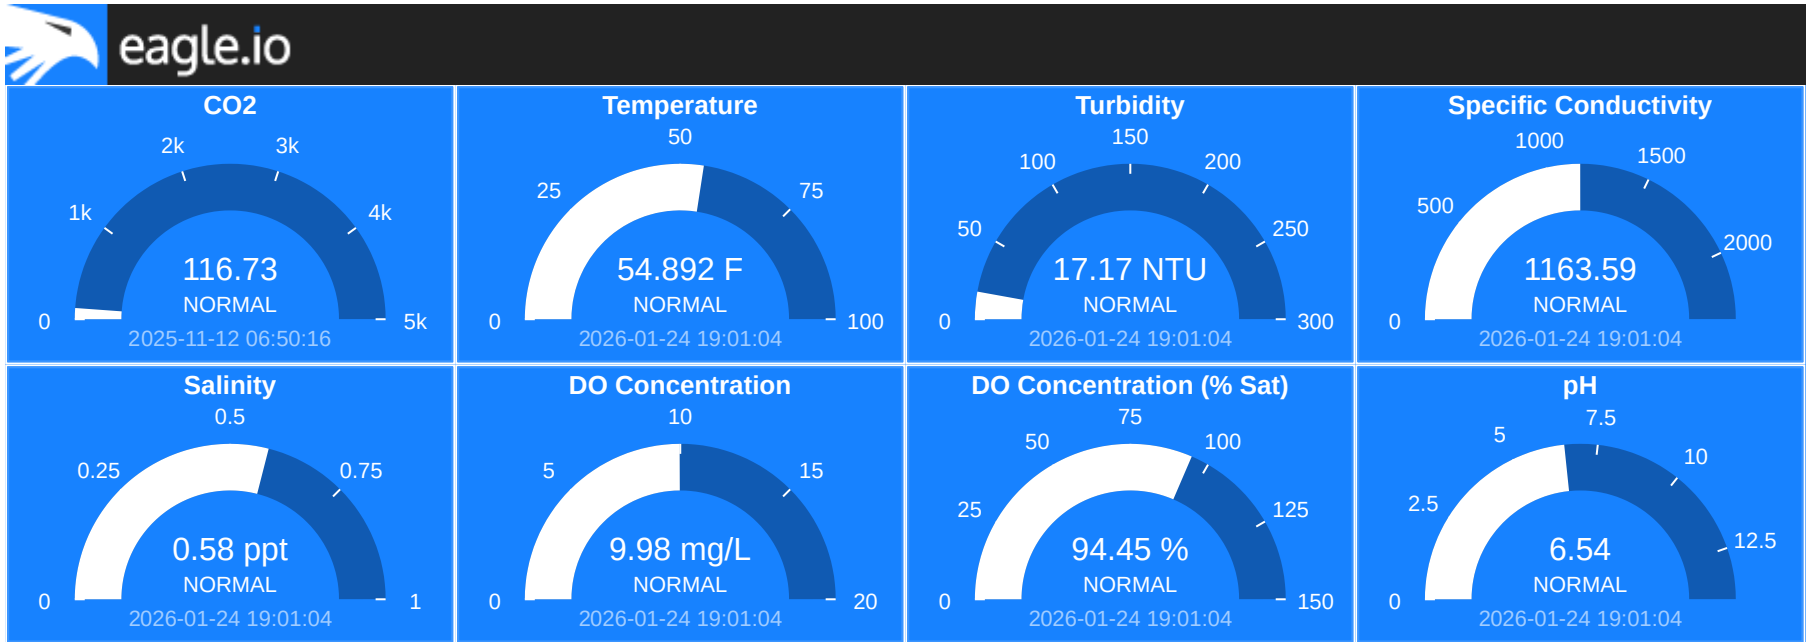 eagle.io
CO2
2k
3k
1k
4k
116.73
NORMAL
0
5k
2025-11-12 06:50:16
Temperature
50
25
75
54.892 F
NORMAL
0
100
2026-01-24 19:01:04
Turbidity
150
100
200
50
250
17.17 NTU
NORMAL
0
300
2026-01-24 19:01:04
Specific Conductivity
1000
1500
500
2000
1163.59
NORMAL
0
2026-01-24 19:01:04
Salinity
0.5
0.25
0.75
0.58 ppt
NORMAL
0
1
2026-01-24 19:01:04
DO Concentration
10
5
15
9.98 mg/L
NORMAL
0
20
2026-01-24 19:01:04
DO Concentration (% Sat)
75
50
100
25
125
94.45 %
NORMAL
0
150
2026-01-24 19:01:04
pH
7.5
5
10
2.5
12.5
6.54
NORMAL
0
2026-01-24 19:01:04